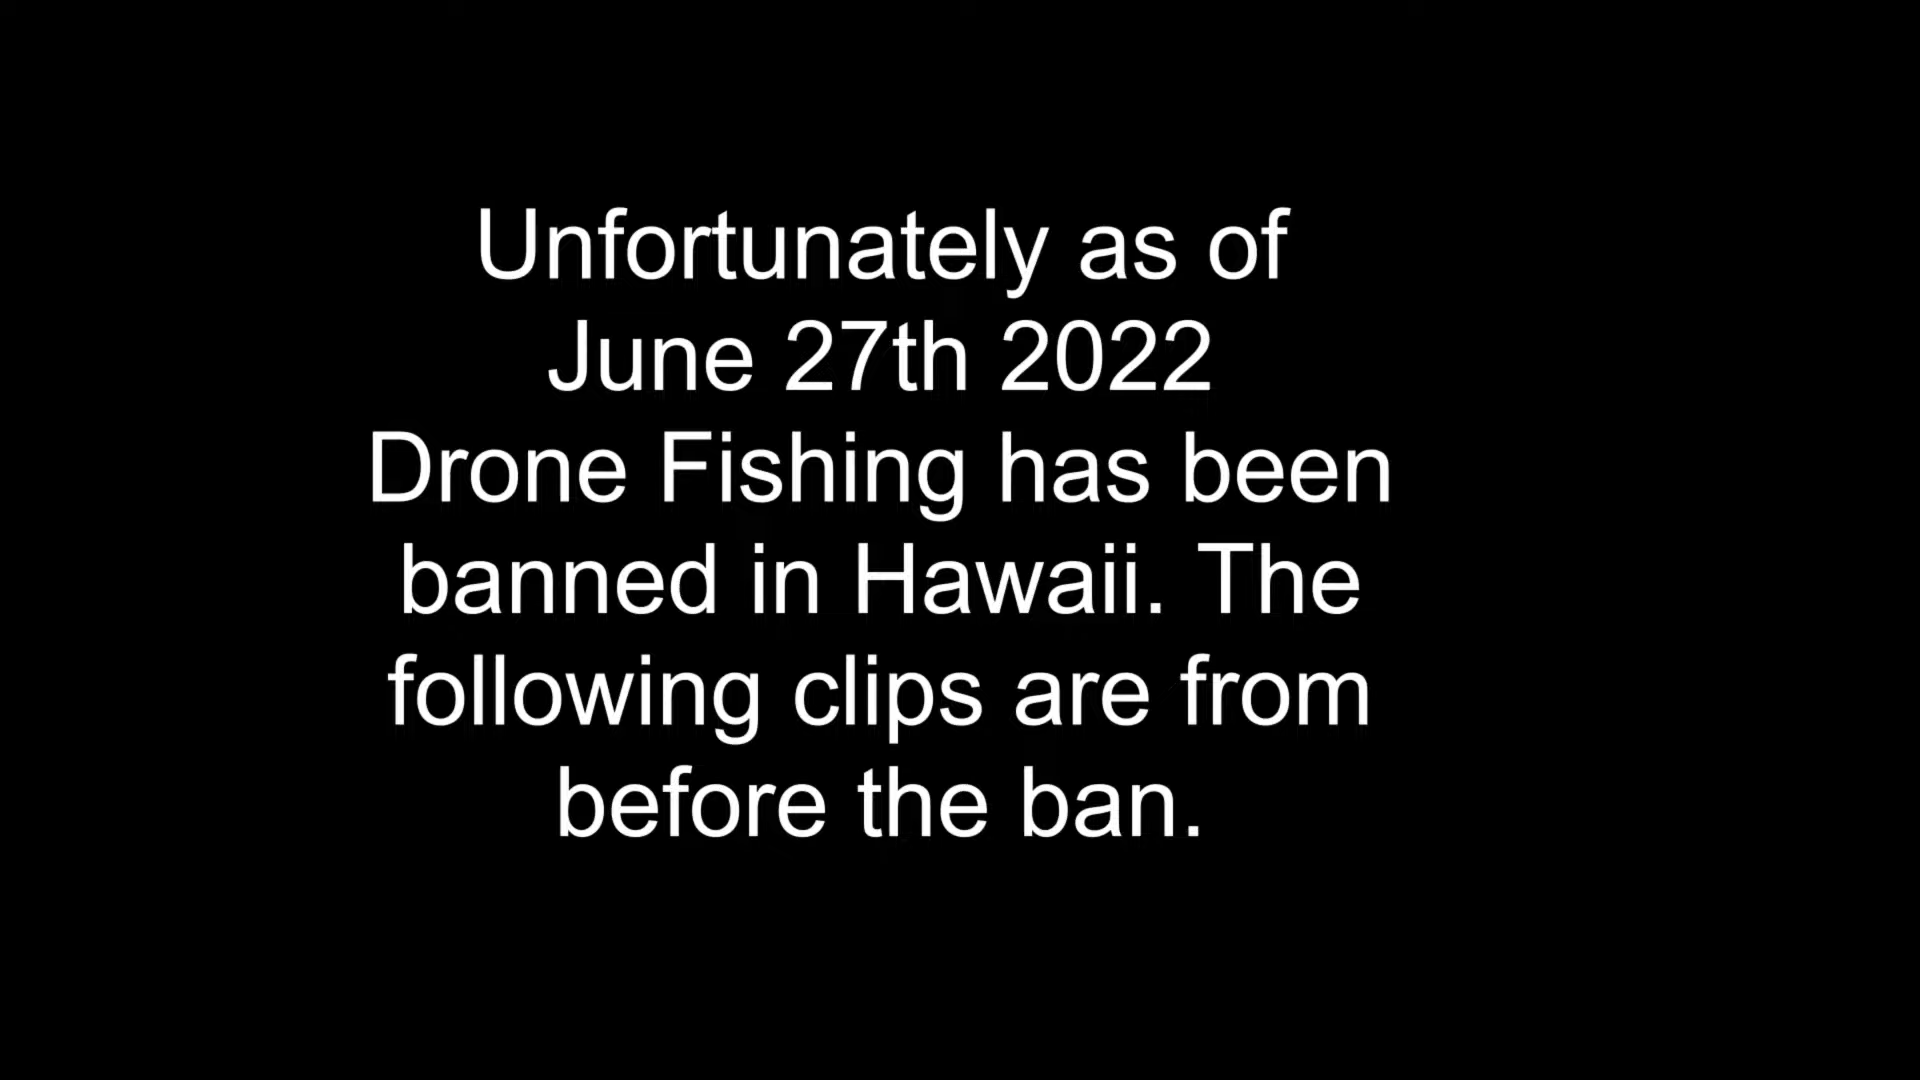 Unfortunately as of
June 27th 2022
Drone Fishing has been
banned in Hawaii. The
following clips are from
before the ban.